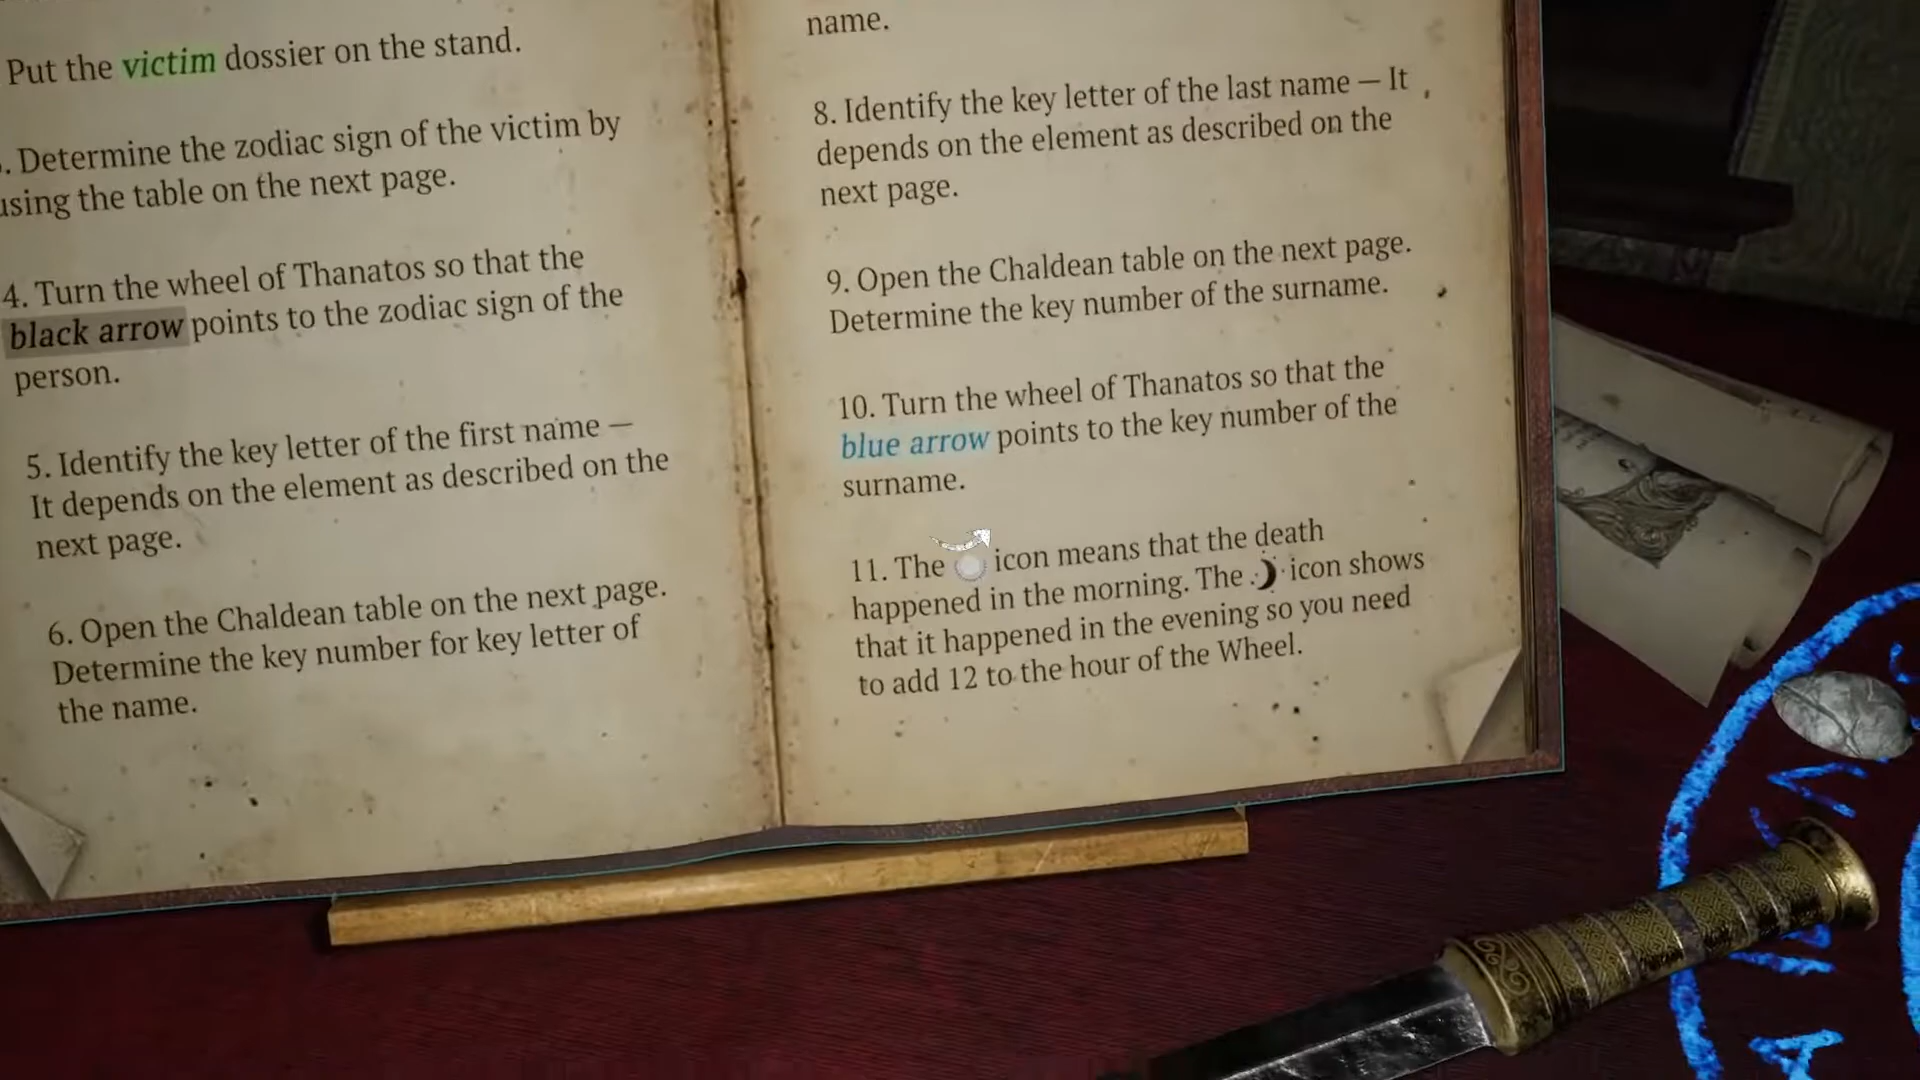 Put the victim dossier on the stand.
. Determine the zodiac sign of the victim by
using the table on the next page.
4. Turn the wheel of Thanatos so that the
black arrow points to the zodiac sign of the
person.
5. Identify the key letter of the first name —
It depends on the element as described on the
next page.
6. Open the Chaldean table on the next page.
Determine the key number for key letter of
the name.
name.
8. Identify the key letter of the last name — It
depends on the element as described on the
next page.
9. Open the Chaldean table on the next page.
Determine the key number of the surname.
10. Turn the wheel of Thanatos so that the
blue arrow points to the key number of the
surname.
11. The icon means that the death
happened in the morning. The icon shows
that it happened in the evening so you need
to add 12 to the hour of the Wheel.